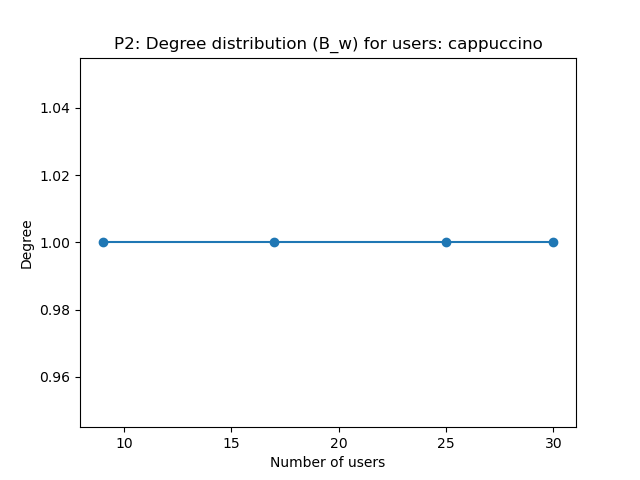 P2: Degree distribution (B_w) for users: cappuccino
1.04
1.02
1.00
0.98
0.96
Degree
10 15 20 25 30
Number of users